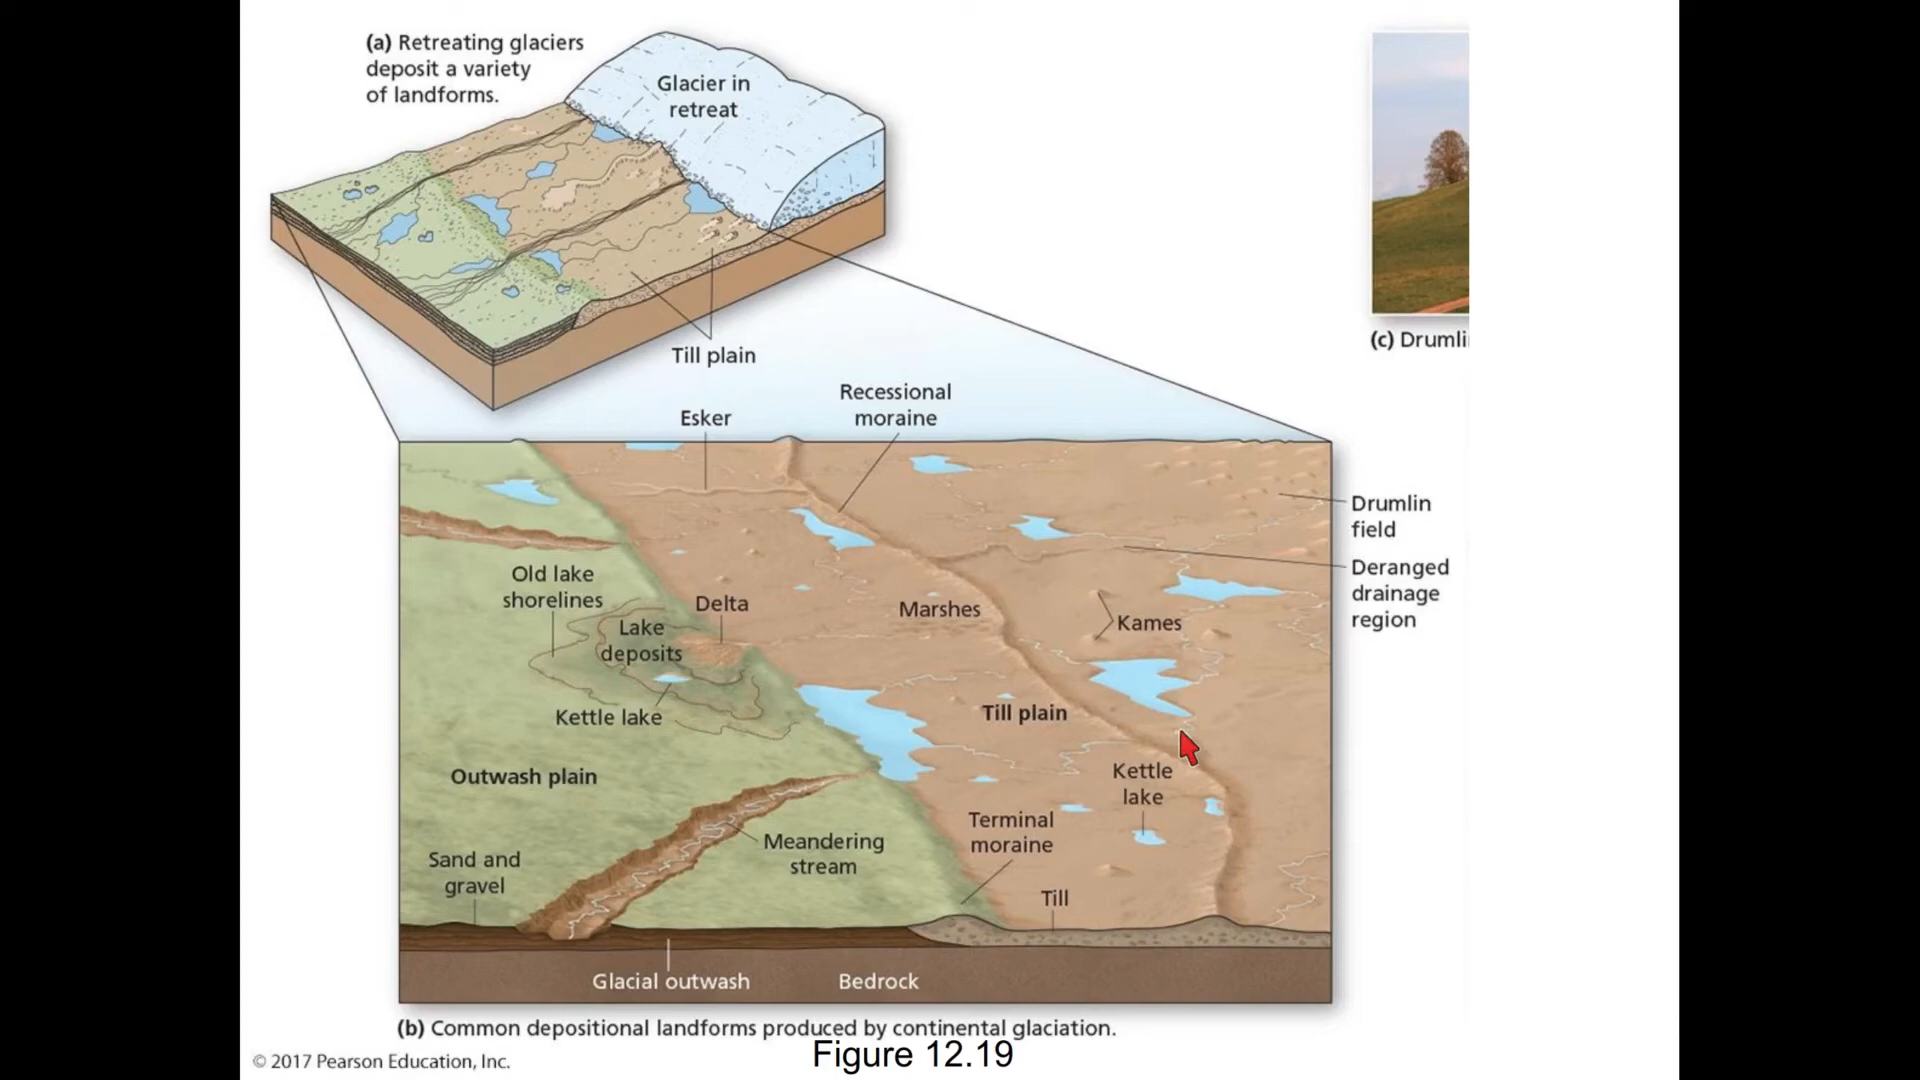 (a) Retreating glaciers
deposit a variety
of landforms.
Glacier in
retreat
Till plain
(c) Drumli
Esker
Recessional
moraine
Drumlin
field
Deranged
drainage
region
Old lake
shorelines
Delta
Lake
deposits
Marshes
Kames
Kettle lake
Till plain
Outwash plain
Kettle
lake
Terminal
moraine
Meandering
stream
Sand and
gravel
Till
Glacial outwash
Bedrock
(b) Common depositional landforms produced by continental glaciation.
Figure 12.19
© 2017 Pearson Education, Inc.